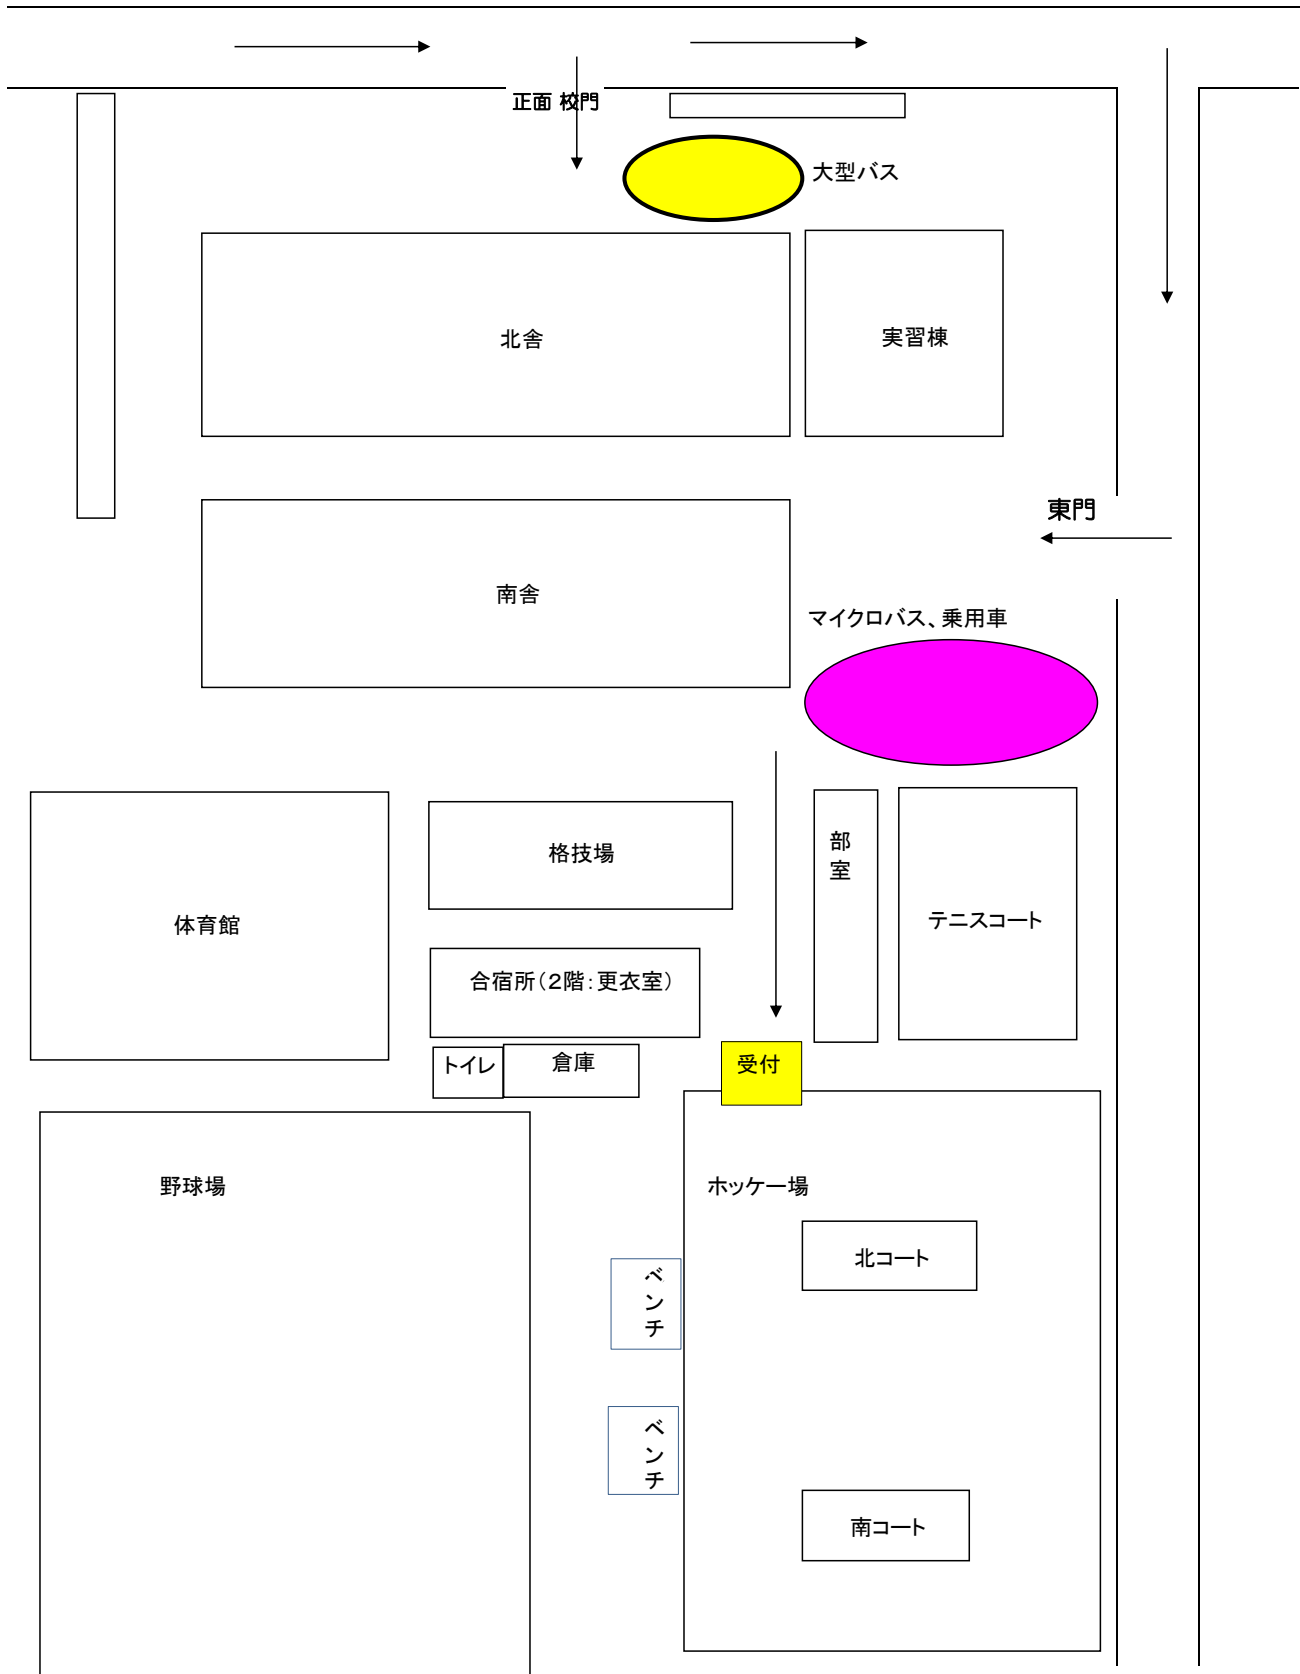 正面 校門
大型バス
北舎
実習棟
東門
南舎
マイクロバス、乗用車
部室
格技場
体育館
テニスコート
合宿所(2階:更衣室)
トイレ
倉庫
受付
野球場
ホッケー場
北コート
ベンチ
ベンチ
南コート